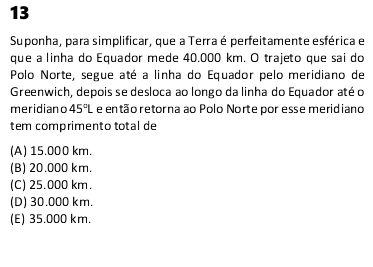 13
Suponha, para simplificar, que a Terra é perfeitamente esférica e
que a linha do Equador mede 40.000 km. O trajeto que sai do
Polo Norte, segue até a linha do Equador pelo meridiano de
Greenwich, depois se desloca ao longo da linha do Equador até o
meridiano 45°L e então retorna ao Polo Norte por esse meridiano
tem comprimento total de
(A) 15.000 km.
(B) 20.000 km.
(C) 25.000 km.
(D) 30.000 km.
(E) 35.000 km.